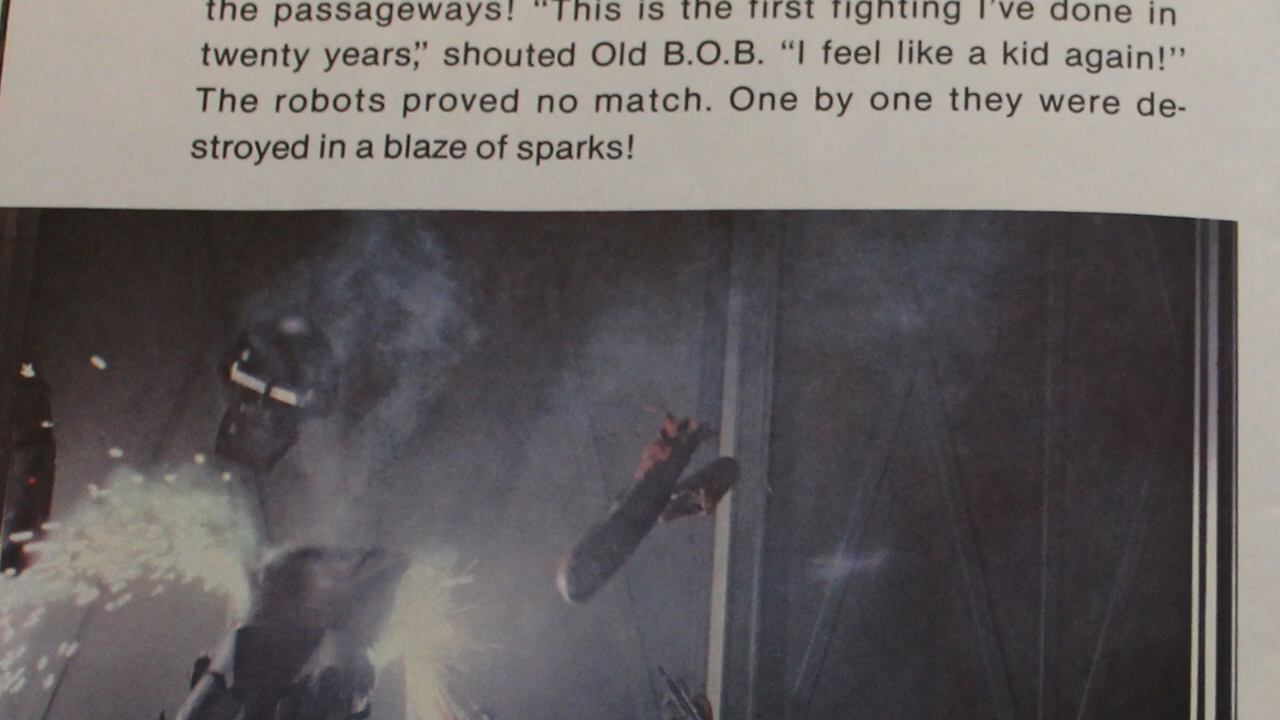 the passageways! “This is the first fighting I've done in
twenty years,” shouted Old B.O.B. “I feel like a kid again!”
The robots proved no match. One by one they were de-
stroyed in a blaze of sparks!